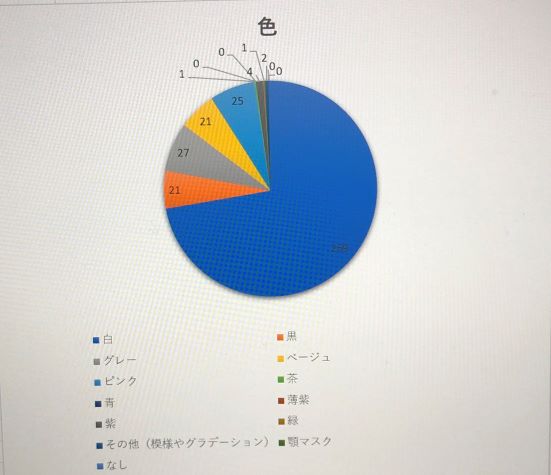 色
1
0
0
1
4
2
0
0
25
21
27
21
白
黒
グレー
ベージュ
ピンク
茶
青
薄紫
紫
緑
その他（模様やグラデーション）
顎マスク
なし